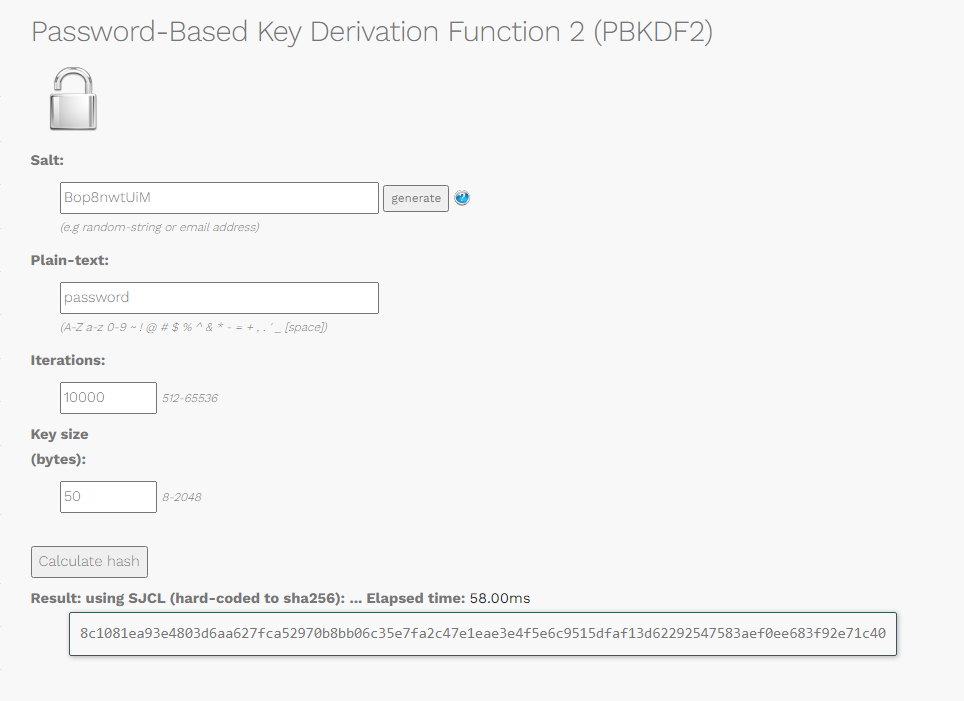 Password-Based Key Derivation Function 2 (PBKDF2)
Salt:
Bop8nwtUiM generate ?
(e.g random-string or email address)
Plain-text:
password
(A-Z a-z 0-9 ~ ! @ # $ % ^ & * - = + , . ' _ [space])
Iterations:
10000 512-65536
Key size
(bytes):
50 8-2048
Calculate hash
Result: using SJCL (hard-coded to sha256): ... Elapsed time: 58.00ms
8c1081ea93e4803d6aa627fca52970b8bb06c35e7fa2c47e1eae3e4f5e6c9515dfaf13d62292547583aef0ee683f92e71c40